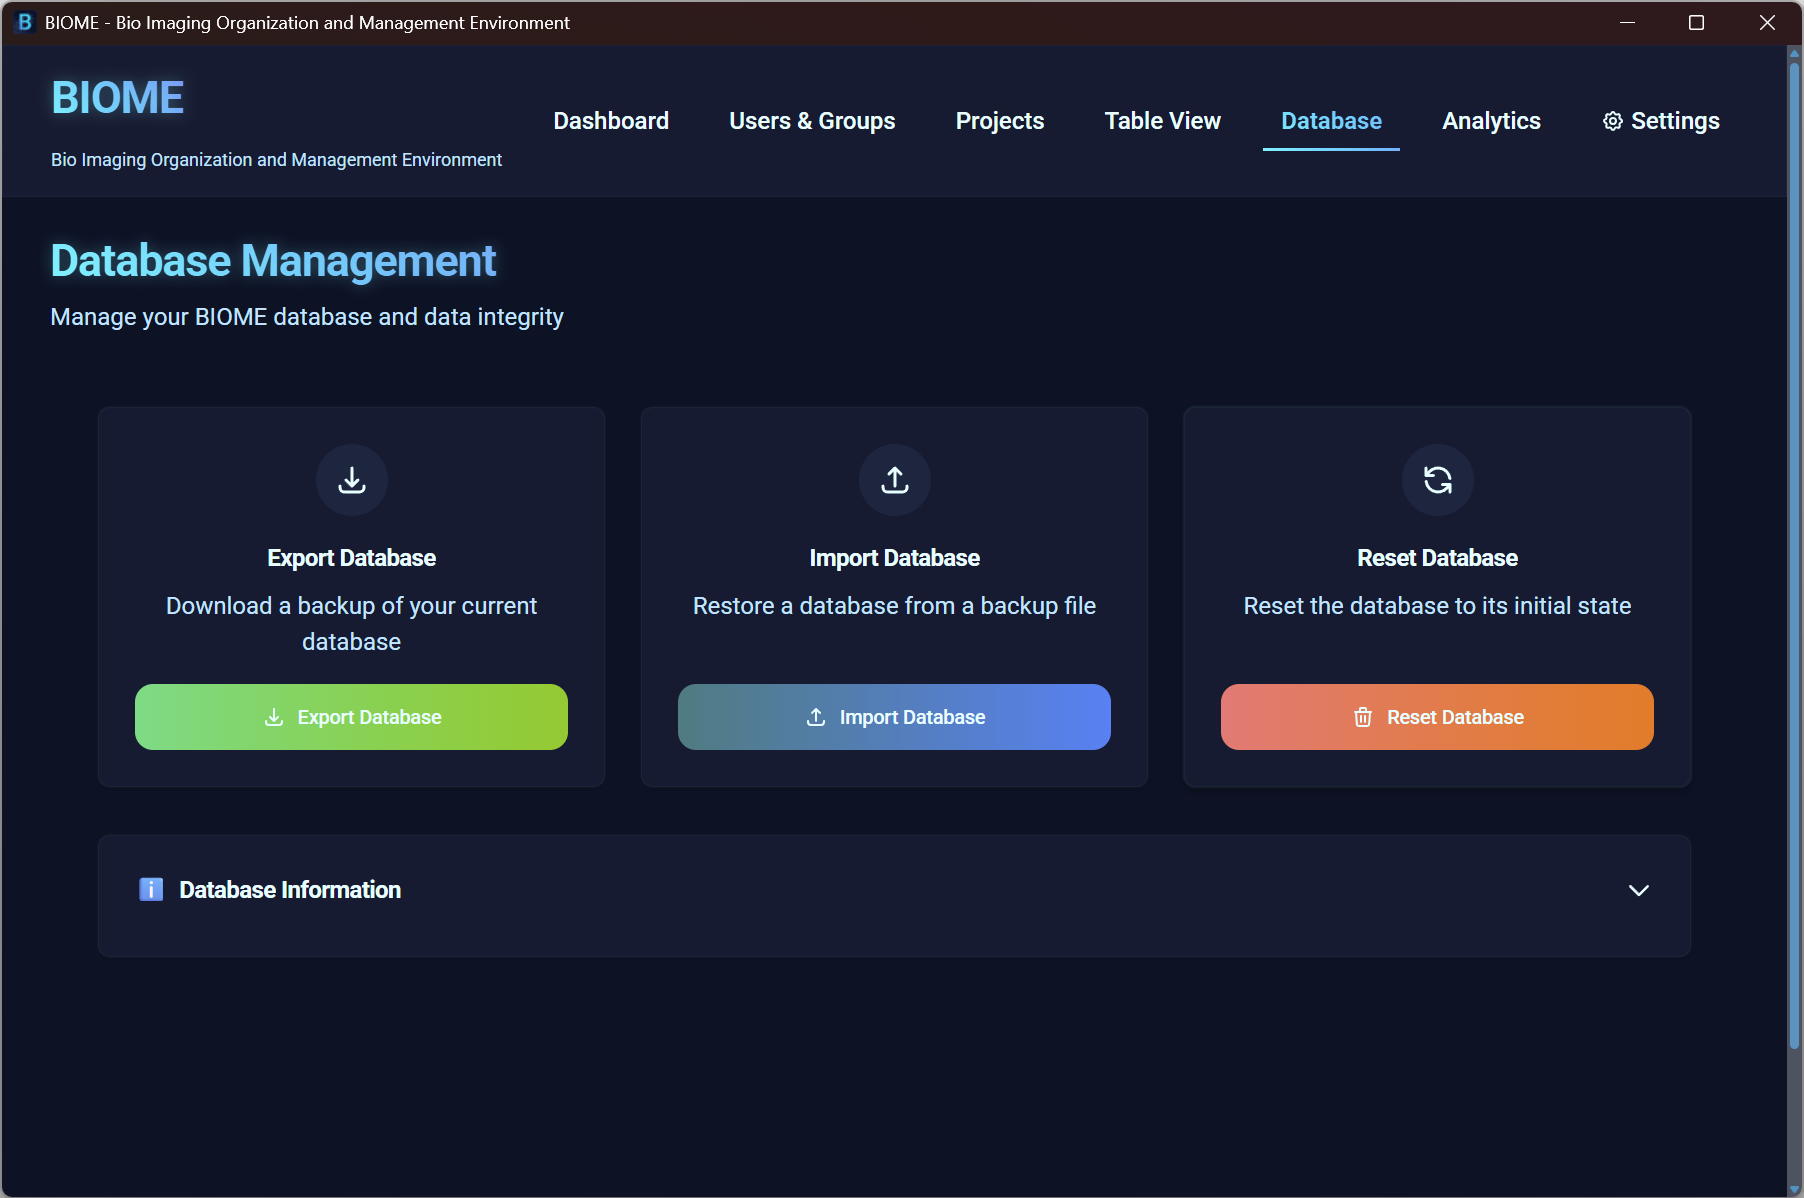 BIOME - Bio Imaging Organization and Management Environment
BIOME
Bio Imaging Organization and Management Environment
Dashboard
Users & Groups
Projects
Table View
Database
Analytics
Settings
Database Management
Manage your BIOME database and data integrity
Export Database
Download a backup of your current
database
Export Database
Import Database
Restore a database from a backup file
Import Database
Reset Database
Reset the database to its initial state
Reset Database
Database Information